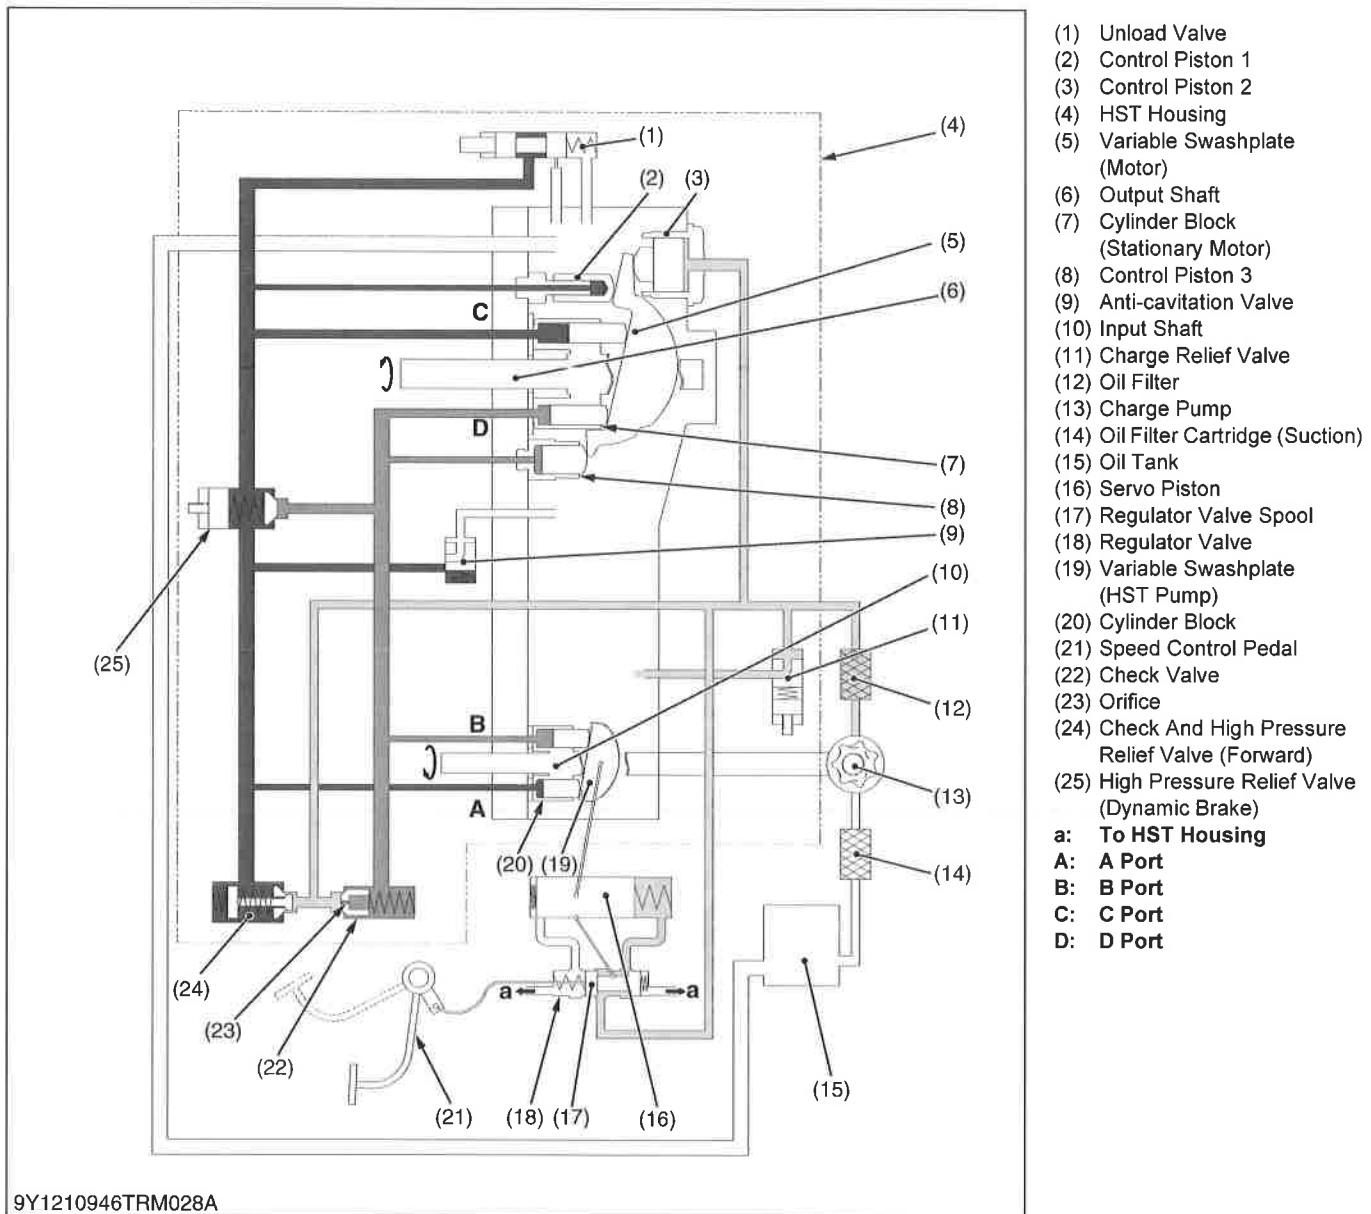 (1)
(2)
(3)
(4)
(5)
(6)
C
D
(7)
(8)
(9)
(10)
(11)
(25)
(12)
B
A
(13)
(20) (19)
(14)
(24)
a
a
(23)
(22)
(21)
(18)
(17)
(16)
(15)
9Y1210946TRM028A
(1) Unload Valve
(2) Control Piston 1
(3) Control Piston 2
(4) HST Housing
(5) Variable Swashplate
(Motor)
(6) Output Shaft
(7) Cylinder Block
(Stationary Motor)
(8) Control Piston 3
(9) Anti-cavitation Valve
(10) Input Shaft
(11) Charge Relief Valve
(12) Oil Filter
(13) Charge Pump
(14) Oil Filter Cartridge (Suction)
(15) Oil Tank
(16) Servo Piston
(17) Regulator Valve Spool
(18) Regulator Valve
(19) Variable Swashplate
(HST Pump)
(20) Cylinder Block
(21) Speed Control Pedal
(22) Check Valve
(23) Orifice
(24) Check And High Pressure
Relief Valve (Forward)
(25) High Pressure Relief Valve
(Dynamic Brake)
a: To HST Housing
A: A Port
B: B Port
C: C Port
D: D Port